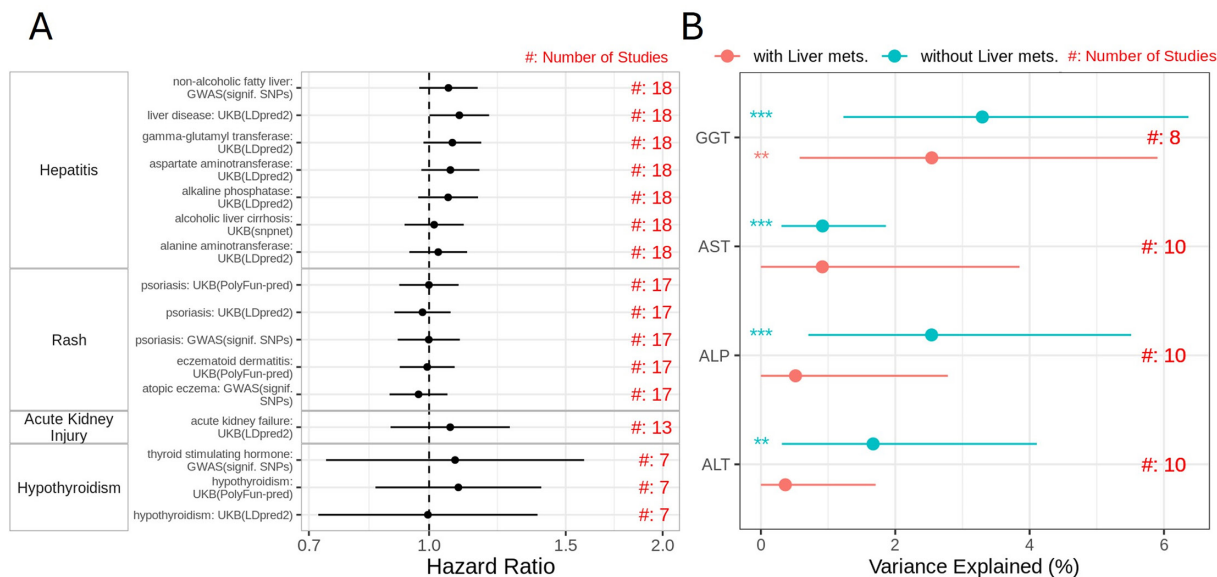 A
#: Number of Studies
Hepatitis
non-alcoholic fatty liver:
GWAS(signif. SNPs)
#: 18
liver disease: UKB(LDpred2)
#: 18
gamma-glutamyl transferase:
UKB(LDpred2)
#: 18
aspartate aminotransferase:
UKB(LDpred2)
#: 18
alkaline phosphatase:
UKB(LDpred2)
#: 18
alcoholic liver cirrhosis:
UKB(snpnet)
#: 18
alanine aminotransferase:
UKB(LDpred2)
#: 18
Rash
psoriasis: UKB(PolyFun-pred)
#: 17
psoriasis: UKB(LDpred2)
#: 17
psoriasis: GWAS(signif. SNPs)
#: 17
eczematoid dermatitis:
UKB(PolyFun-pred)
#: 17
atopic eczema: GWAS(signif.
SNPs)
#: 17
Acute Kidney
Injury
acute kidney failure:
UKB(LDpred2)
#: 13
Hypothyroidism
thyroid stimulating hormone:
GWAS(signif. SNPs)
#: 7
hypothyroidism:
UKB(PolyFun-pred)
#: 7
hypothyroidism: UKB(LDpred2)
#: 7
0.7 1.0 1.5 2.0
Hazard Ratio
B
with Liver mets. without Liver mets. #: Number of Studies
GGT
***
**
#: 8
AST
***
#: 10
ALP
***
#: 10
ALT
**
#: 10
0 2 4 6
Variance Explained (%)